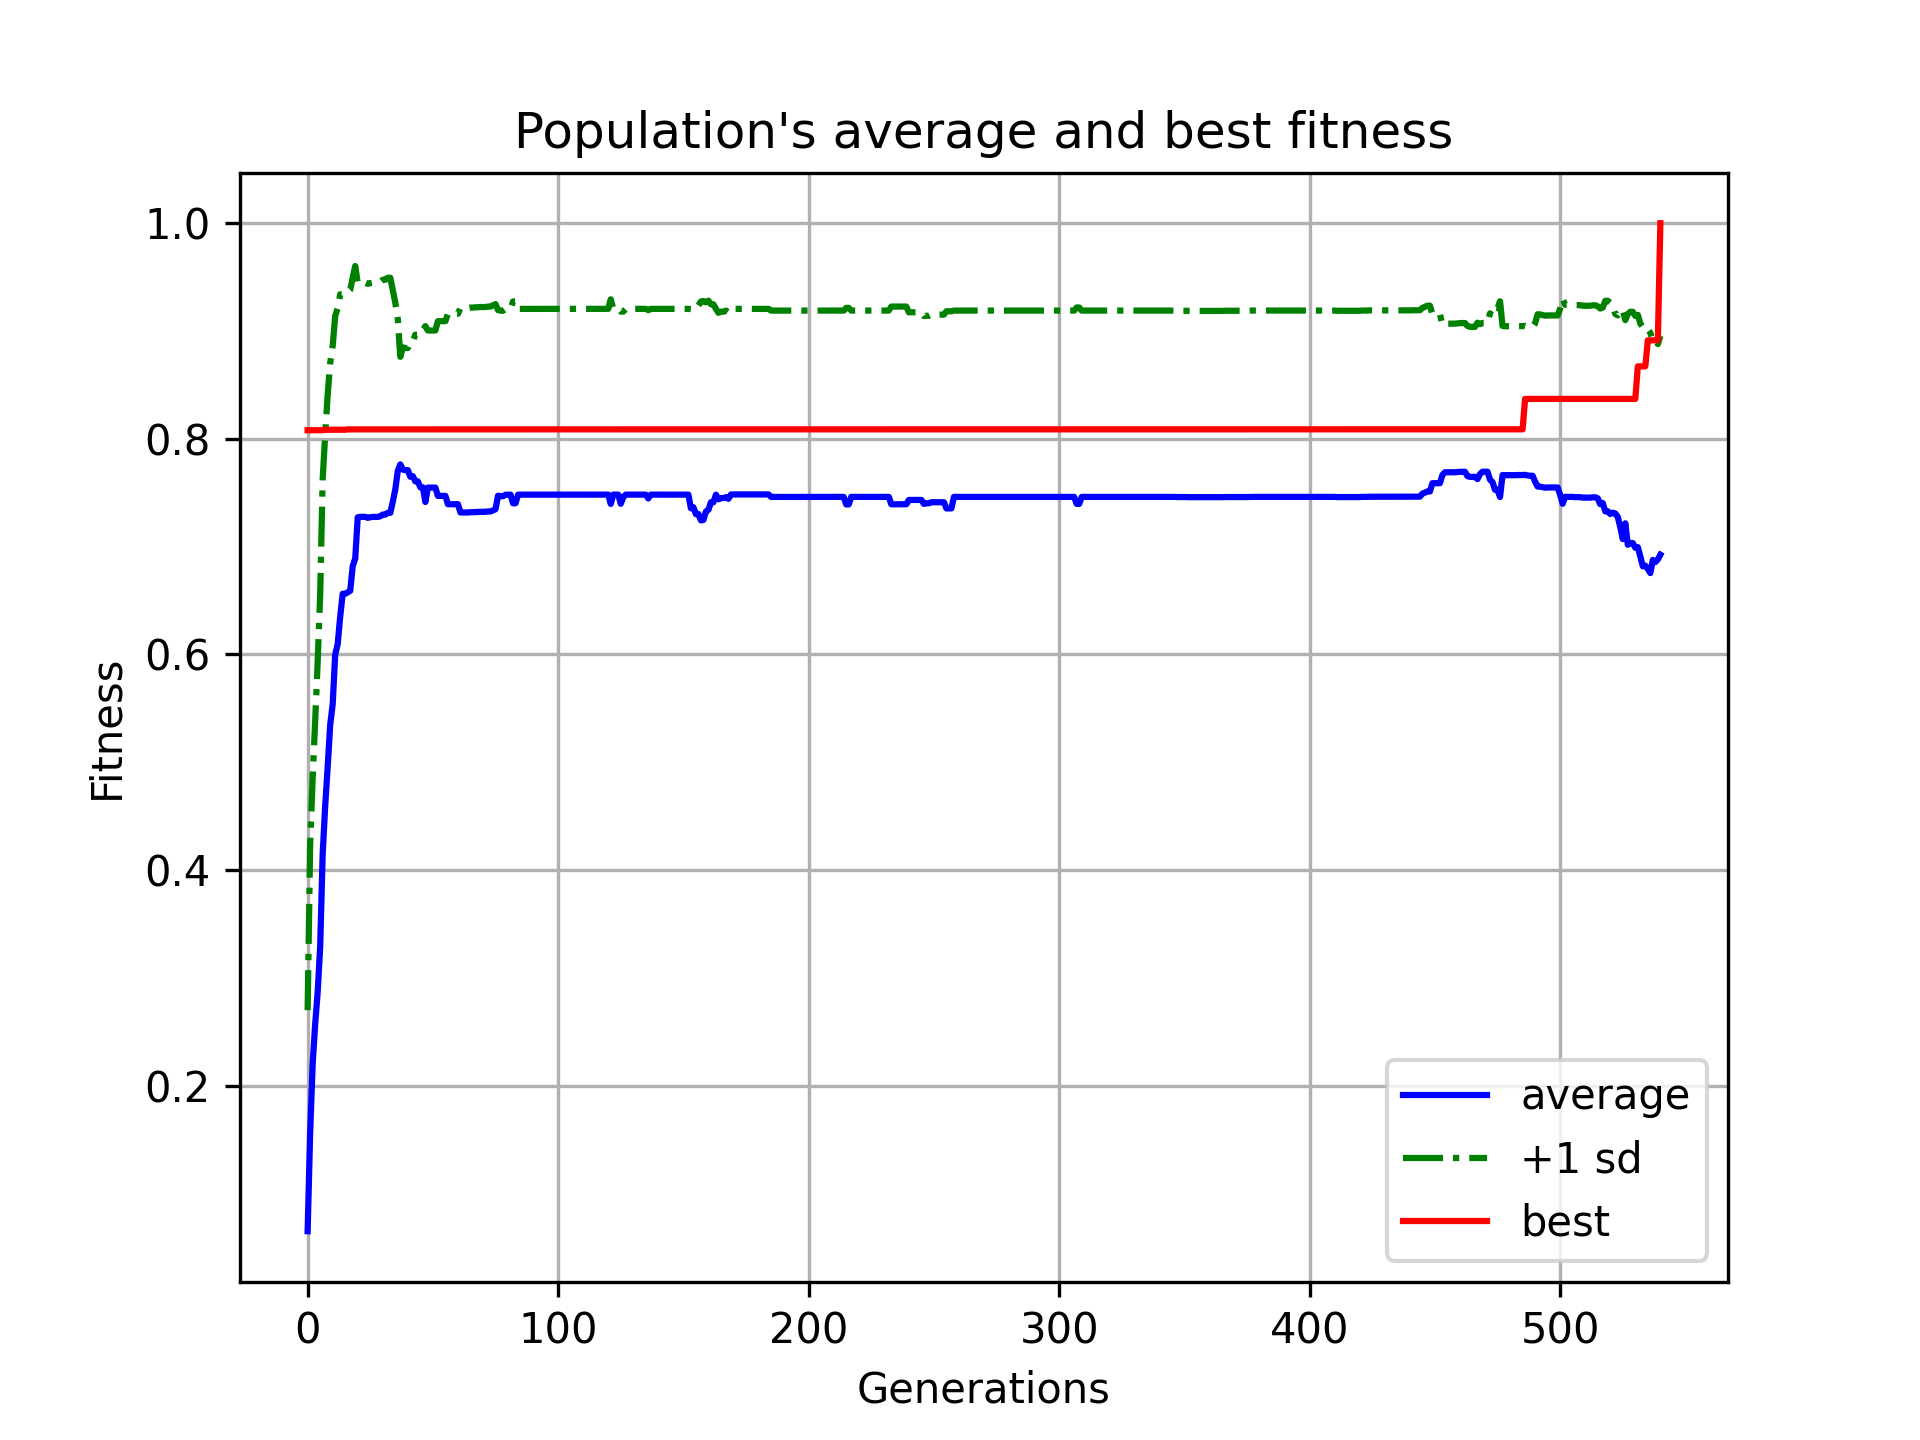 Population's average and best fitness
1.0
0.8
0.6
0.4
0.2
Fitness
0 100 200 300 400 500
Generations
average
+1 sd
best